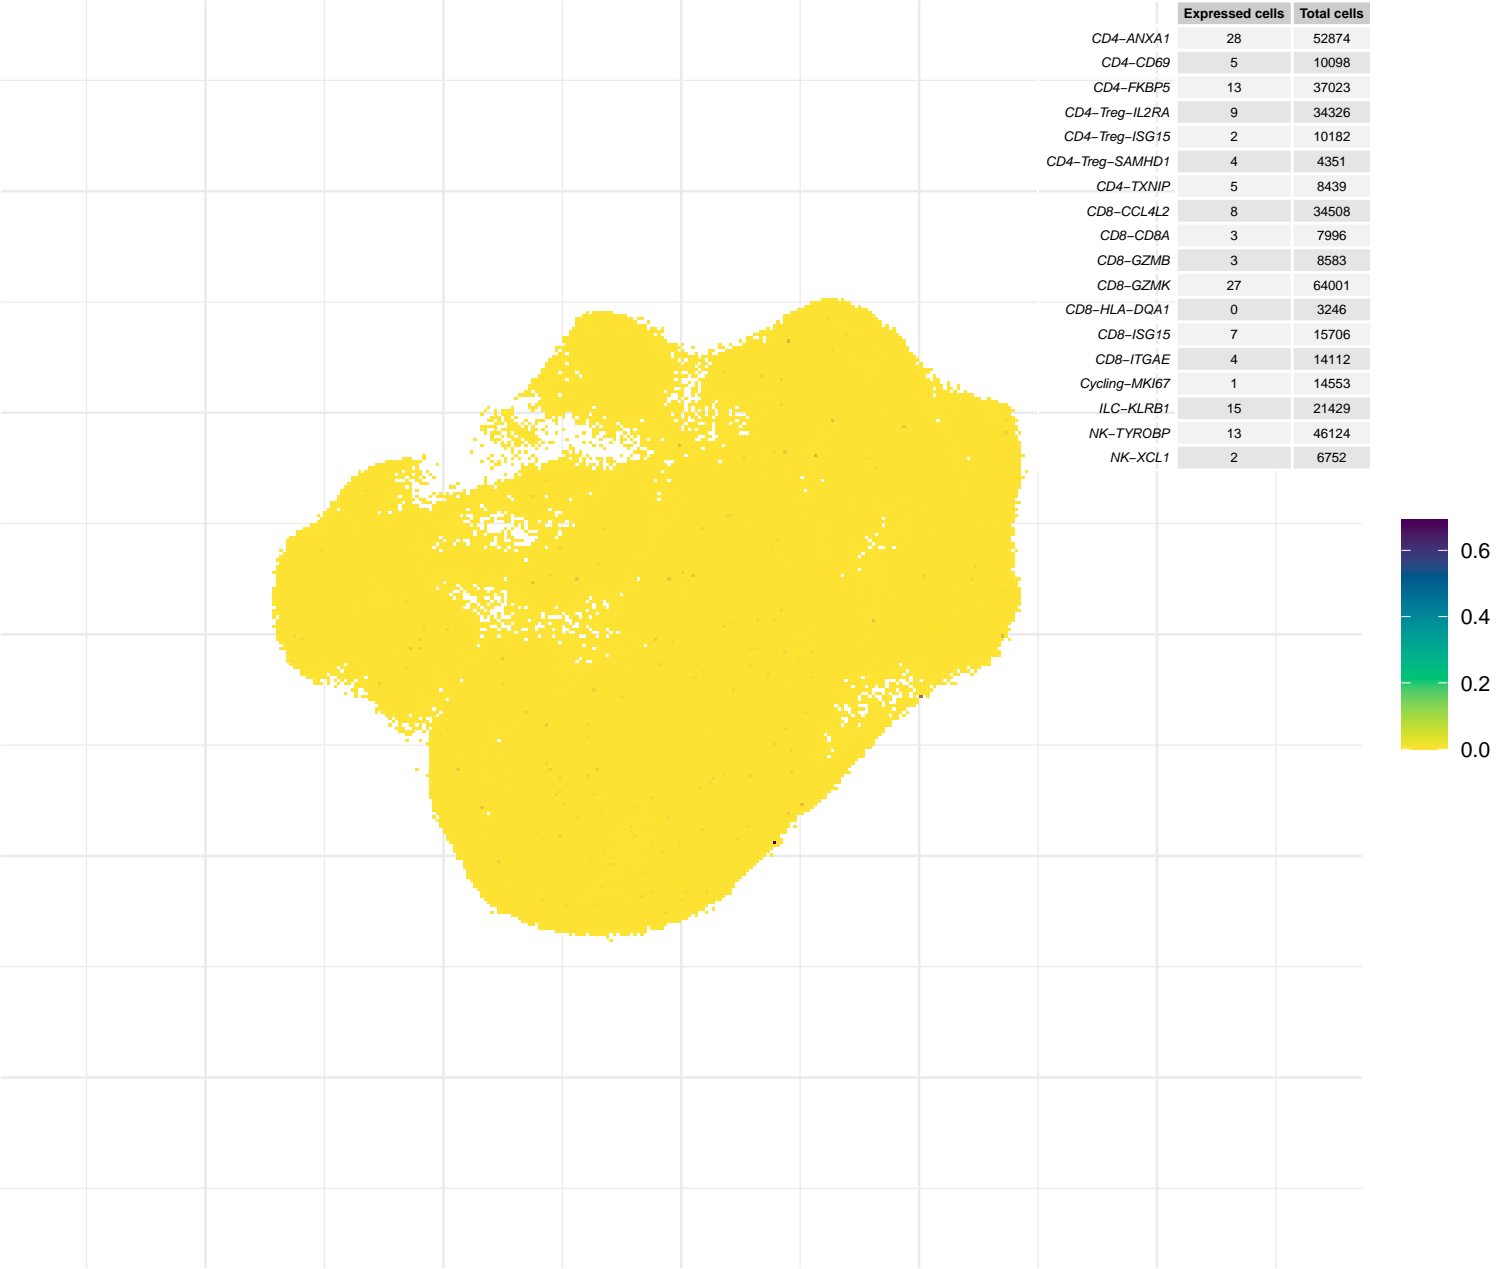 Expressed cells Total cells
CD4−ANXA1 28 52874
CD4−CD69 5 10098
CD4−FKBP5 13 37023
CD4−Treg−IL2RA 9 34326
CD4−Treg−ISG15 2 10182
CD4−Treg−SAMHD1 4 4351
CD4−TXNIP 5 8439
CD8−CCL4L2 8 34508
CD8−CD8A 3 7996
CD8−GZMB 3 8583
CD8−GZMK 27 64001
CD8−HLA−DQA1 0 3246
CD8−ISG15 7 15706
CD8−ITGAE 4 14112
Cycling−MKI67 1 14553
ILC−KLRB1 15 21429
NK−TYROBP 13 46124
NK−XCL1 2 6752
0.6
0.4
0.2
0.0